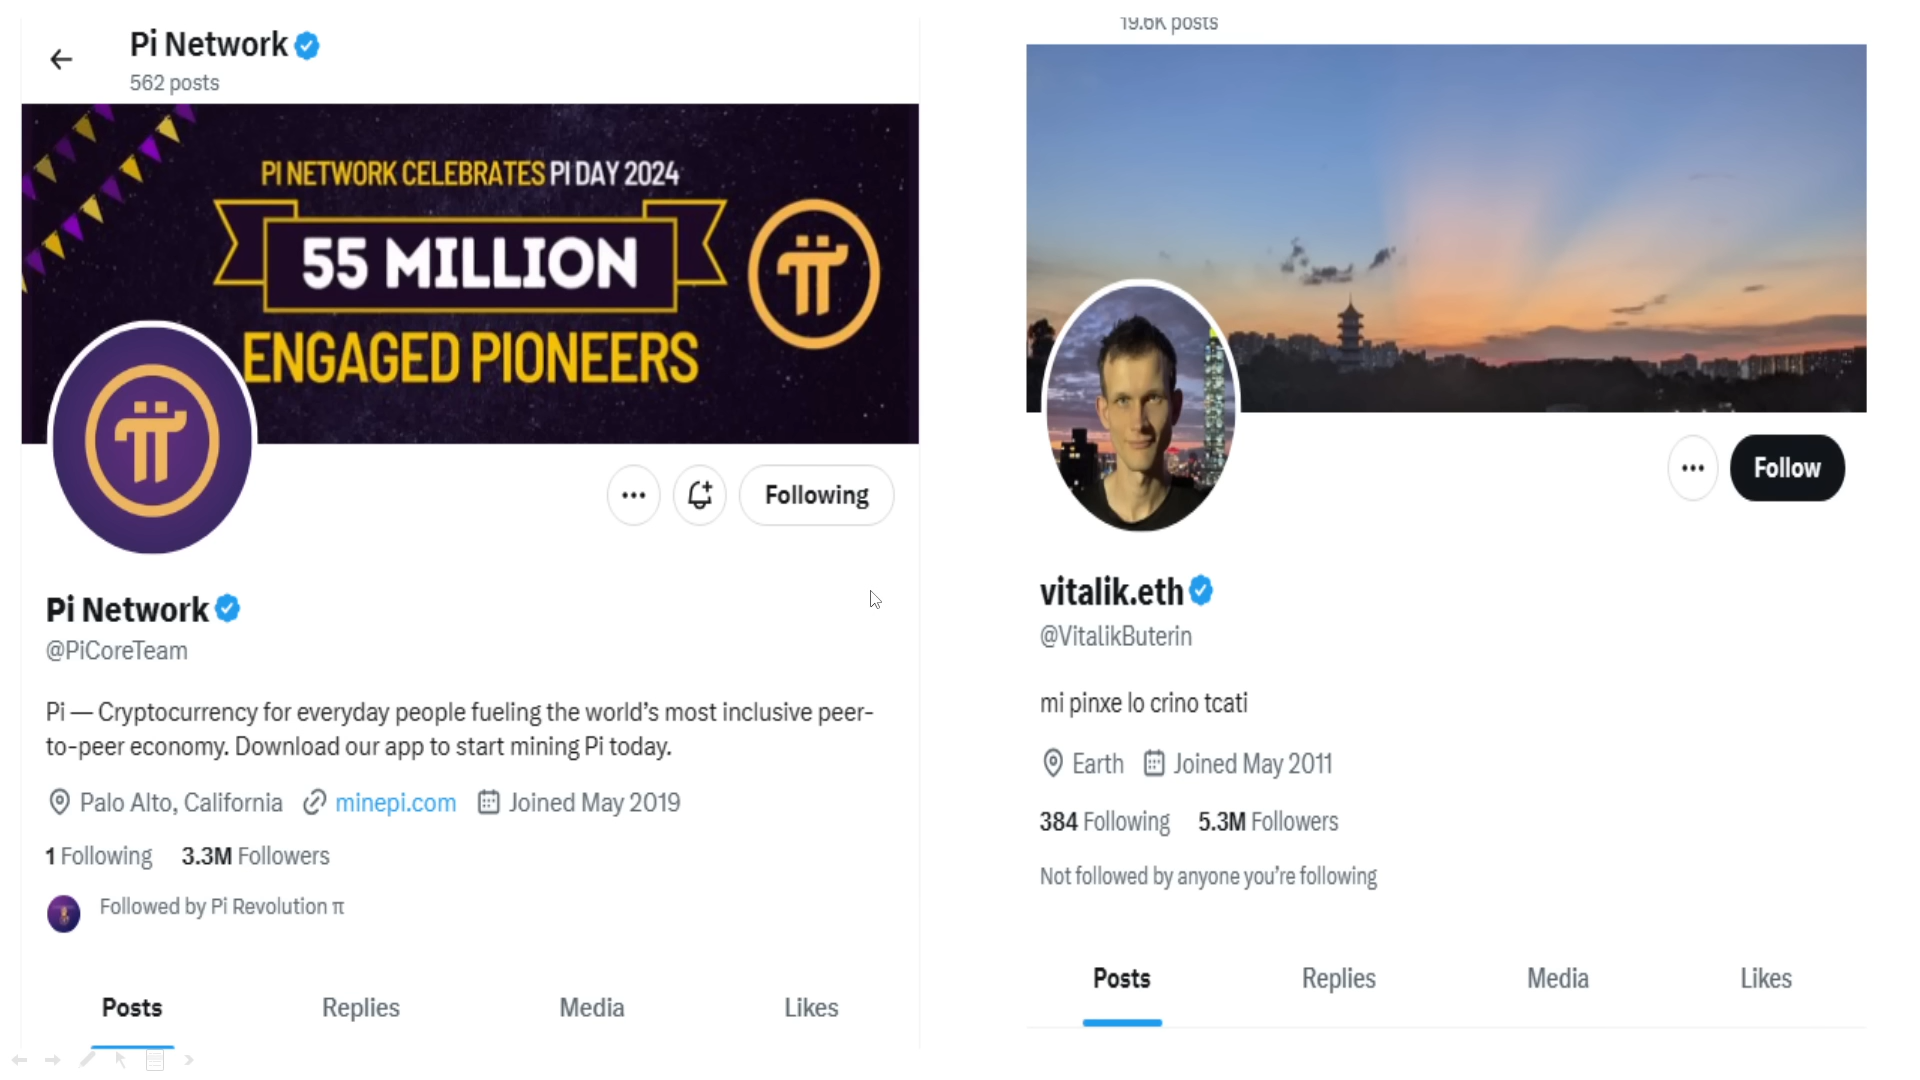 Pi Network
562 posts
PI NETWORK CELEBRATES PI DAY 2024
55 MILLION
ENGAGED PIONEERS
Following
Pi Network
@PiCoreTeam
Pi — Cryptocurrency for everyday people fueling the world’s most inclusive peer-
to-peer economy. Download our app to start mining Pi today.
Palo Alto, California minepi.com Joined May 2019
1 Following 3.3M Followers
Followed by Pi Revolution π
Posts Replies Media Likes
19.6K posts
Follow
vitalik.eth
@VitalikButerin
mi pinxe lo crino tcati
Earth Joined May 2011
384 Following 5.3M Followers
Not followed by anyone you’re following
Posts Replies Media Likes